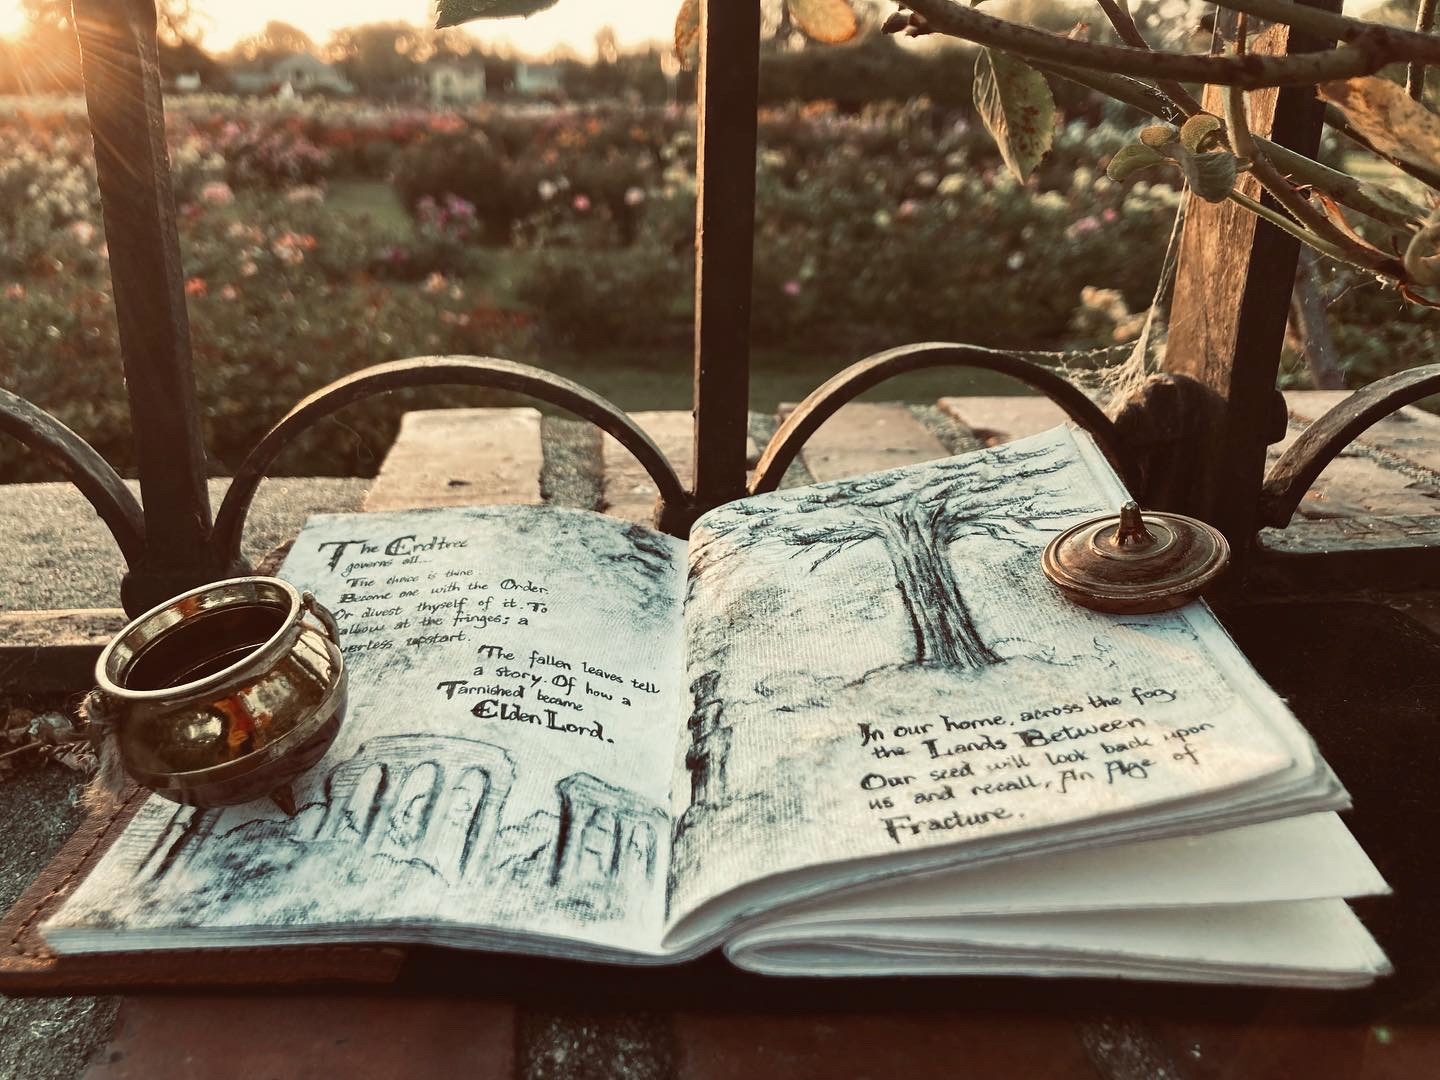 The Erdtree
governs all...
The choice is thine.
Become one with the Order.
Or divest thyself of it. To
allow at the fringes; a
werless upstart.
The fallen leaves tell
a story. Of how a
Tarnished became
Elden Lord.
In our home, across the fog,
the Lands Between
Our seed will look back upon
us and recall, An Age of
Fracture.